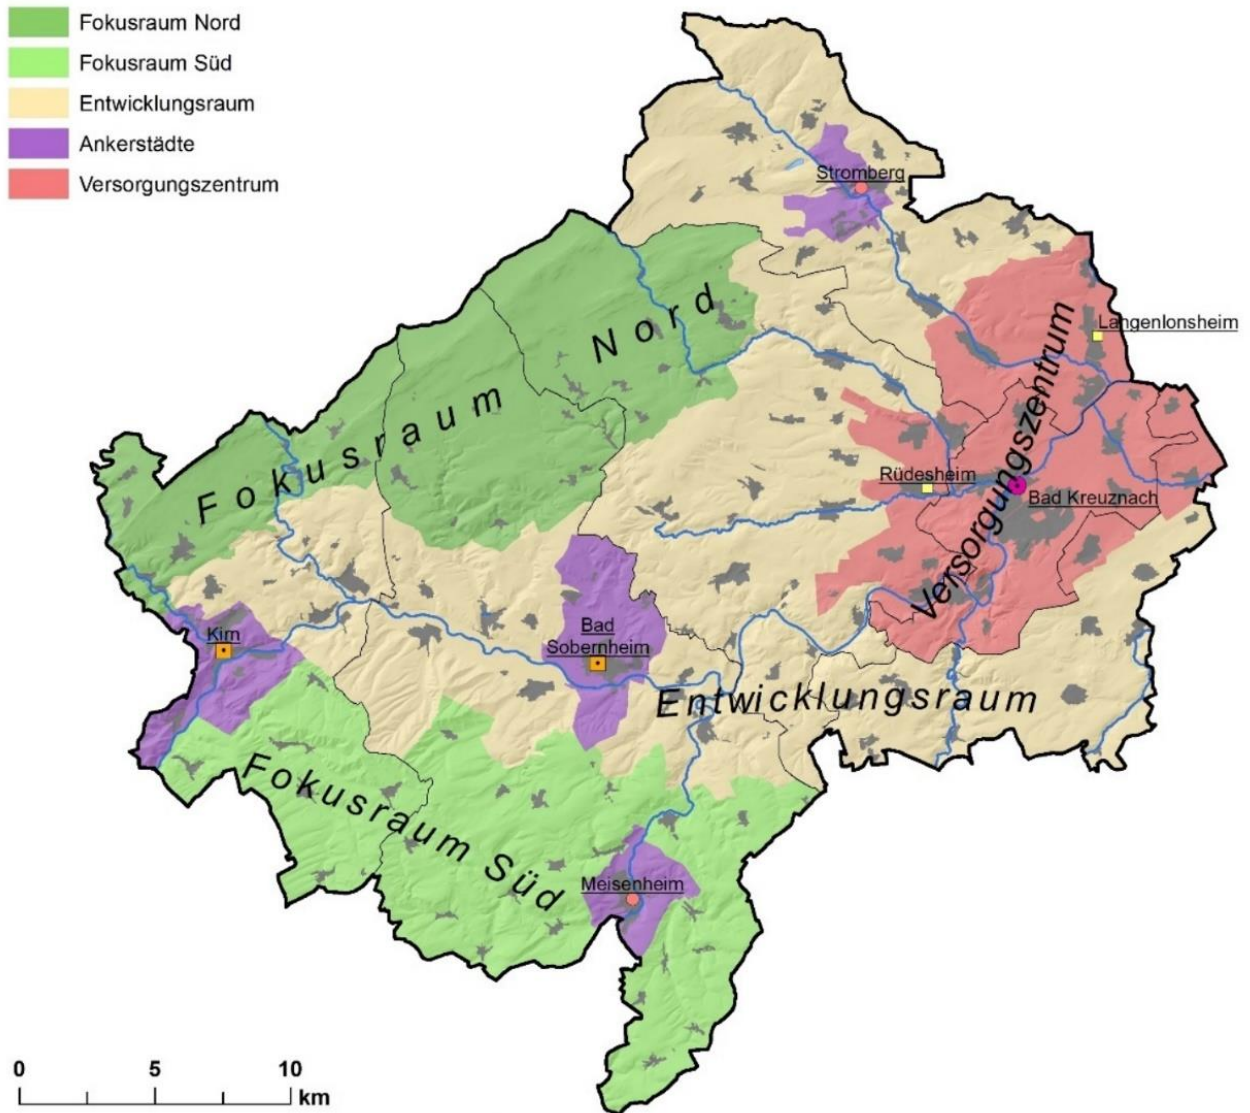 Fokusraum Nord
Fokusraum Süd
Entwicklungsraum
Ankerstädte
Versorgungszentrum
Stromberg
Langenlonsheim
Fokusraum Nord
Versorgungszentrum
Rüdesheim
Bad Kreuznach
Kirn
Bad
Sobernheim
Entwicklungsraum
Fokusraum Süd
Meisenheim
0 5 10
km